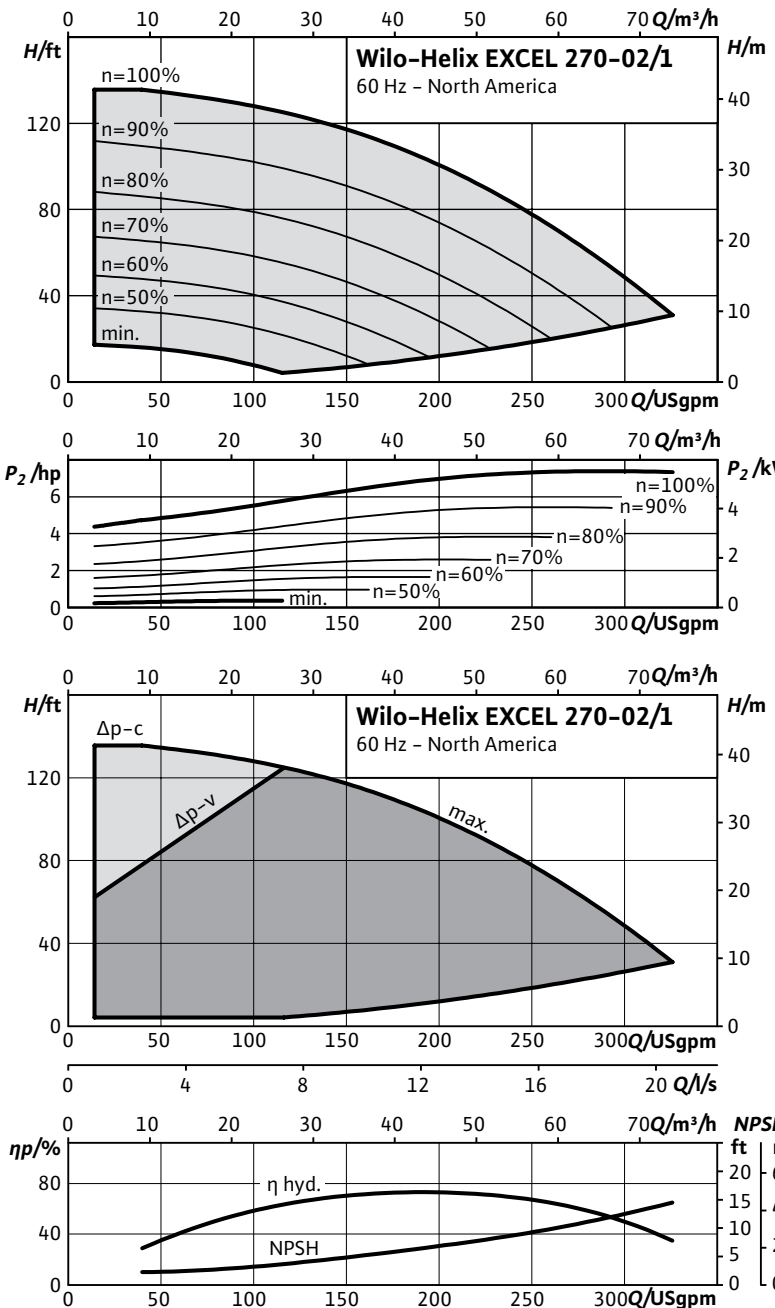 0 10 20 30 40 50 60 70 Q/m³/h
H/ft H/m
Wilo-Helix EXCEL 270-02/1
60 Hz – North America
n=100%
n=90%
n=80%
n=70%
n=60%
n=50%
min.
120
80
40
0
40
30
20
10
0
0 50 100 150 200 250 300 Q/USgpm
0 10 20 30 40 50 60 70 Q/m³/h
P2 /hp P2 /kW
6
4
2
0
4
2
0
n=100%
n=90%
n=80%
n=70%
n=60%
n=50%
min.
0 50 100 150 200 250 300 Q/USgpm
0 10 20 30 40 50 60 70 Q/m³/h
H/ft H/m
Wilo-Helix EXCEL 270-02/1
60 Hz – North America
Δp-c
Δp-v
max.
120
80
40
0
40
30
20
10
0
0 50 100 150 200 250 300 Q/USgpm
0 4 8 12 16 20 Q/l/s
0 10 20 30 40 50 60 70 Q/m³/h
ηp/%
ft
80
40
0
20
15
10
5
0
η hyd.
NPSH
0 50 100 150 200 250 300 Q/USgpm